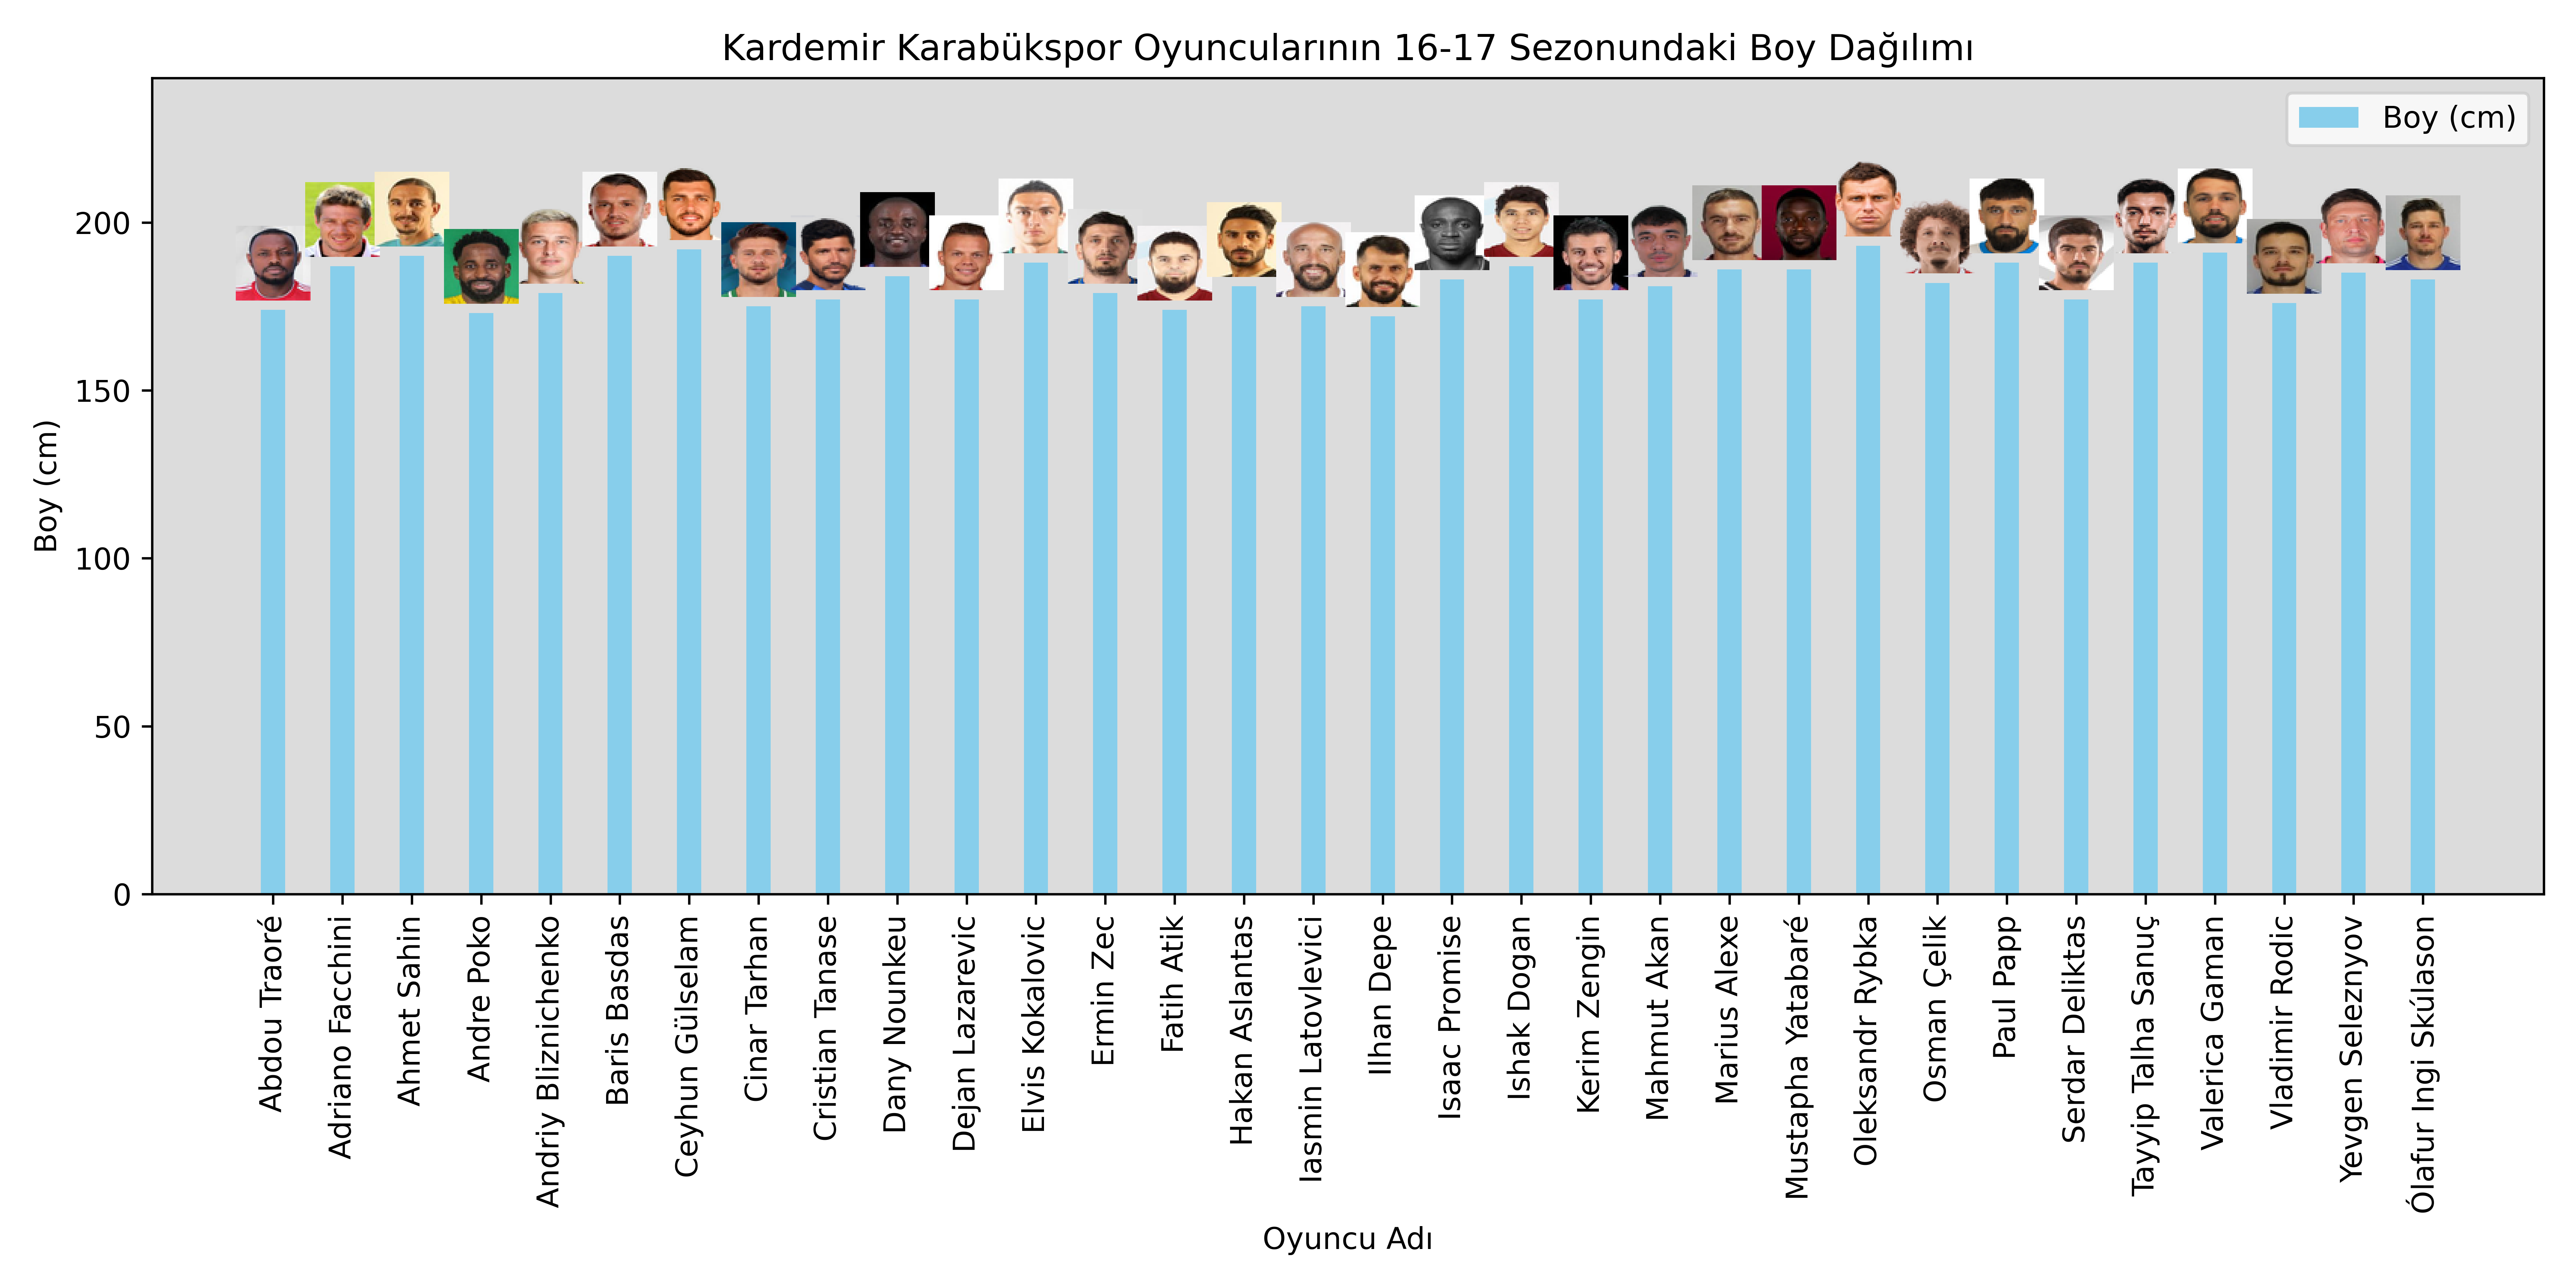 Kardemir Karabükspor Oyuncularının 16-17 Sezonundaki Boy Dağılımı
Boy (cm)
Boy (cm)
200
150
100
50
0
Abdou Traoré
Adriano Facchini
Ahmet Sahin
Andre Poko
Andriy Bliznichenko
Baris Basdas
Ceyhun Gülselam
Cinar Tarhan
Cristian Tanase
Dany Nounkeu
Dejan Lazarevic
Elvis Kokalovic
Ermin Zec
Fatih Atik
Hakan Aslantas
Iasmin Latovlevici
Ilhan Depe
Isaac Promise
Ishak Dogan
Kerim Zengin
Mahmut Akan
Marius Alexe
Mustapha Yatabaré
Oleksandr Rybka
Osman Çelik
Paul Papp
Serdar Deliktas
Tayyip Talha Sanuç
Valerica Gaman
Vladimir Rodic
Yevgen Seleznyov
Ólafur Ingi Skúlason
Oyuncu Adı